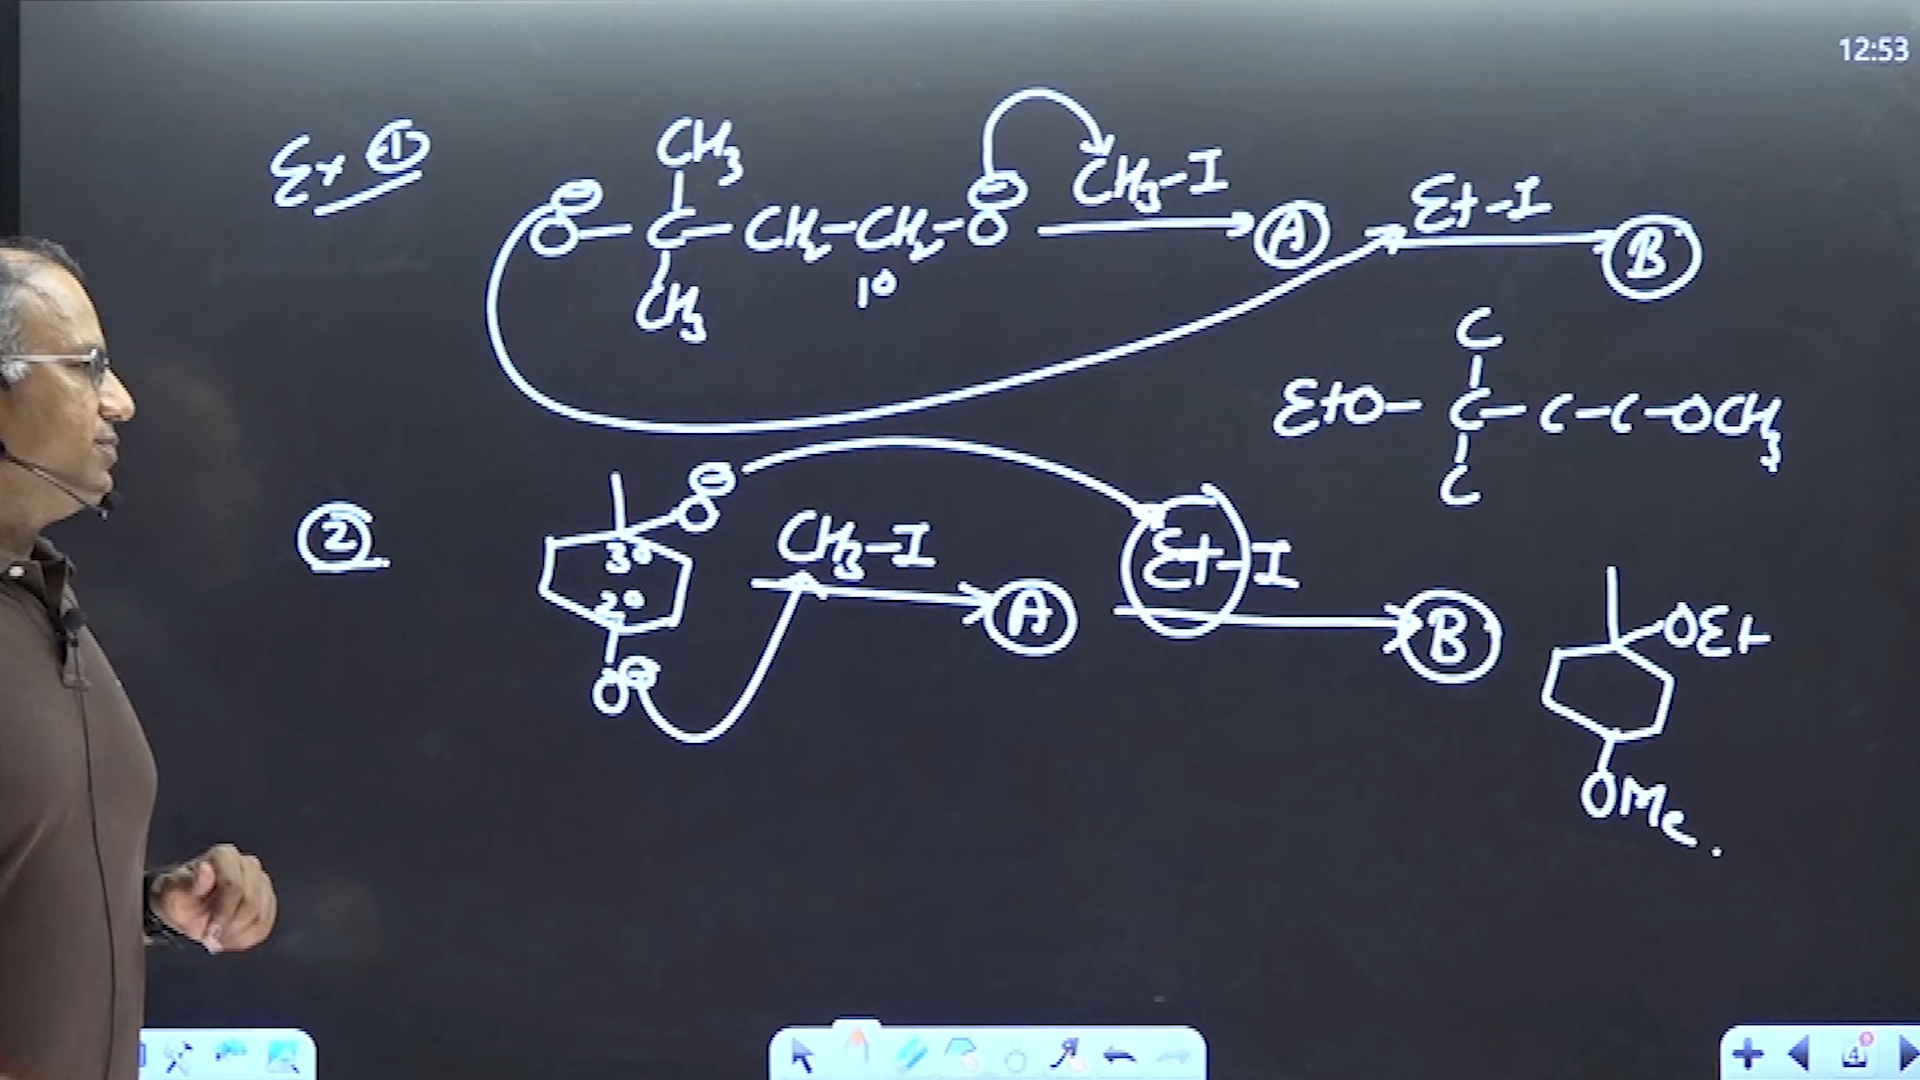 12:53
Ex ①
CH₃
⊖O-C-CH₂-CH₂-O⊖
CH₃
1°
CH₃-I
A
Et-I
B
C
EtO-C-C-C-OCH₃
C
②
O⊖
3°
2°
O⊖
CH₃-I
A
Et-I
B
OEt
OMe.
4